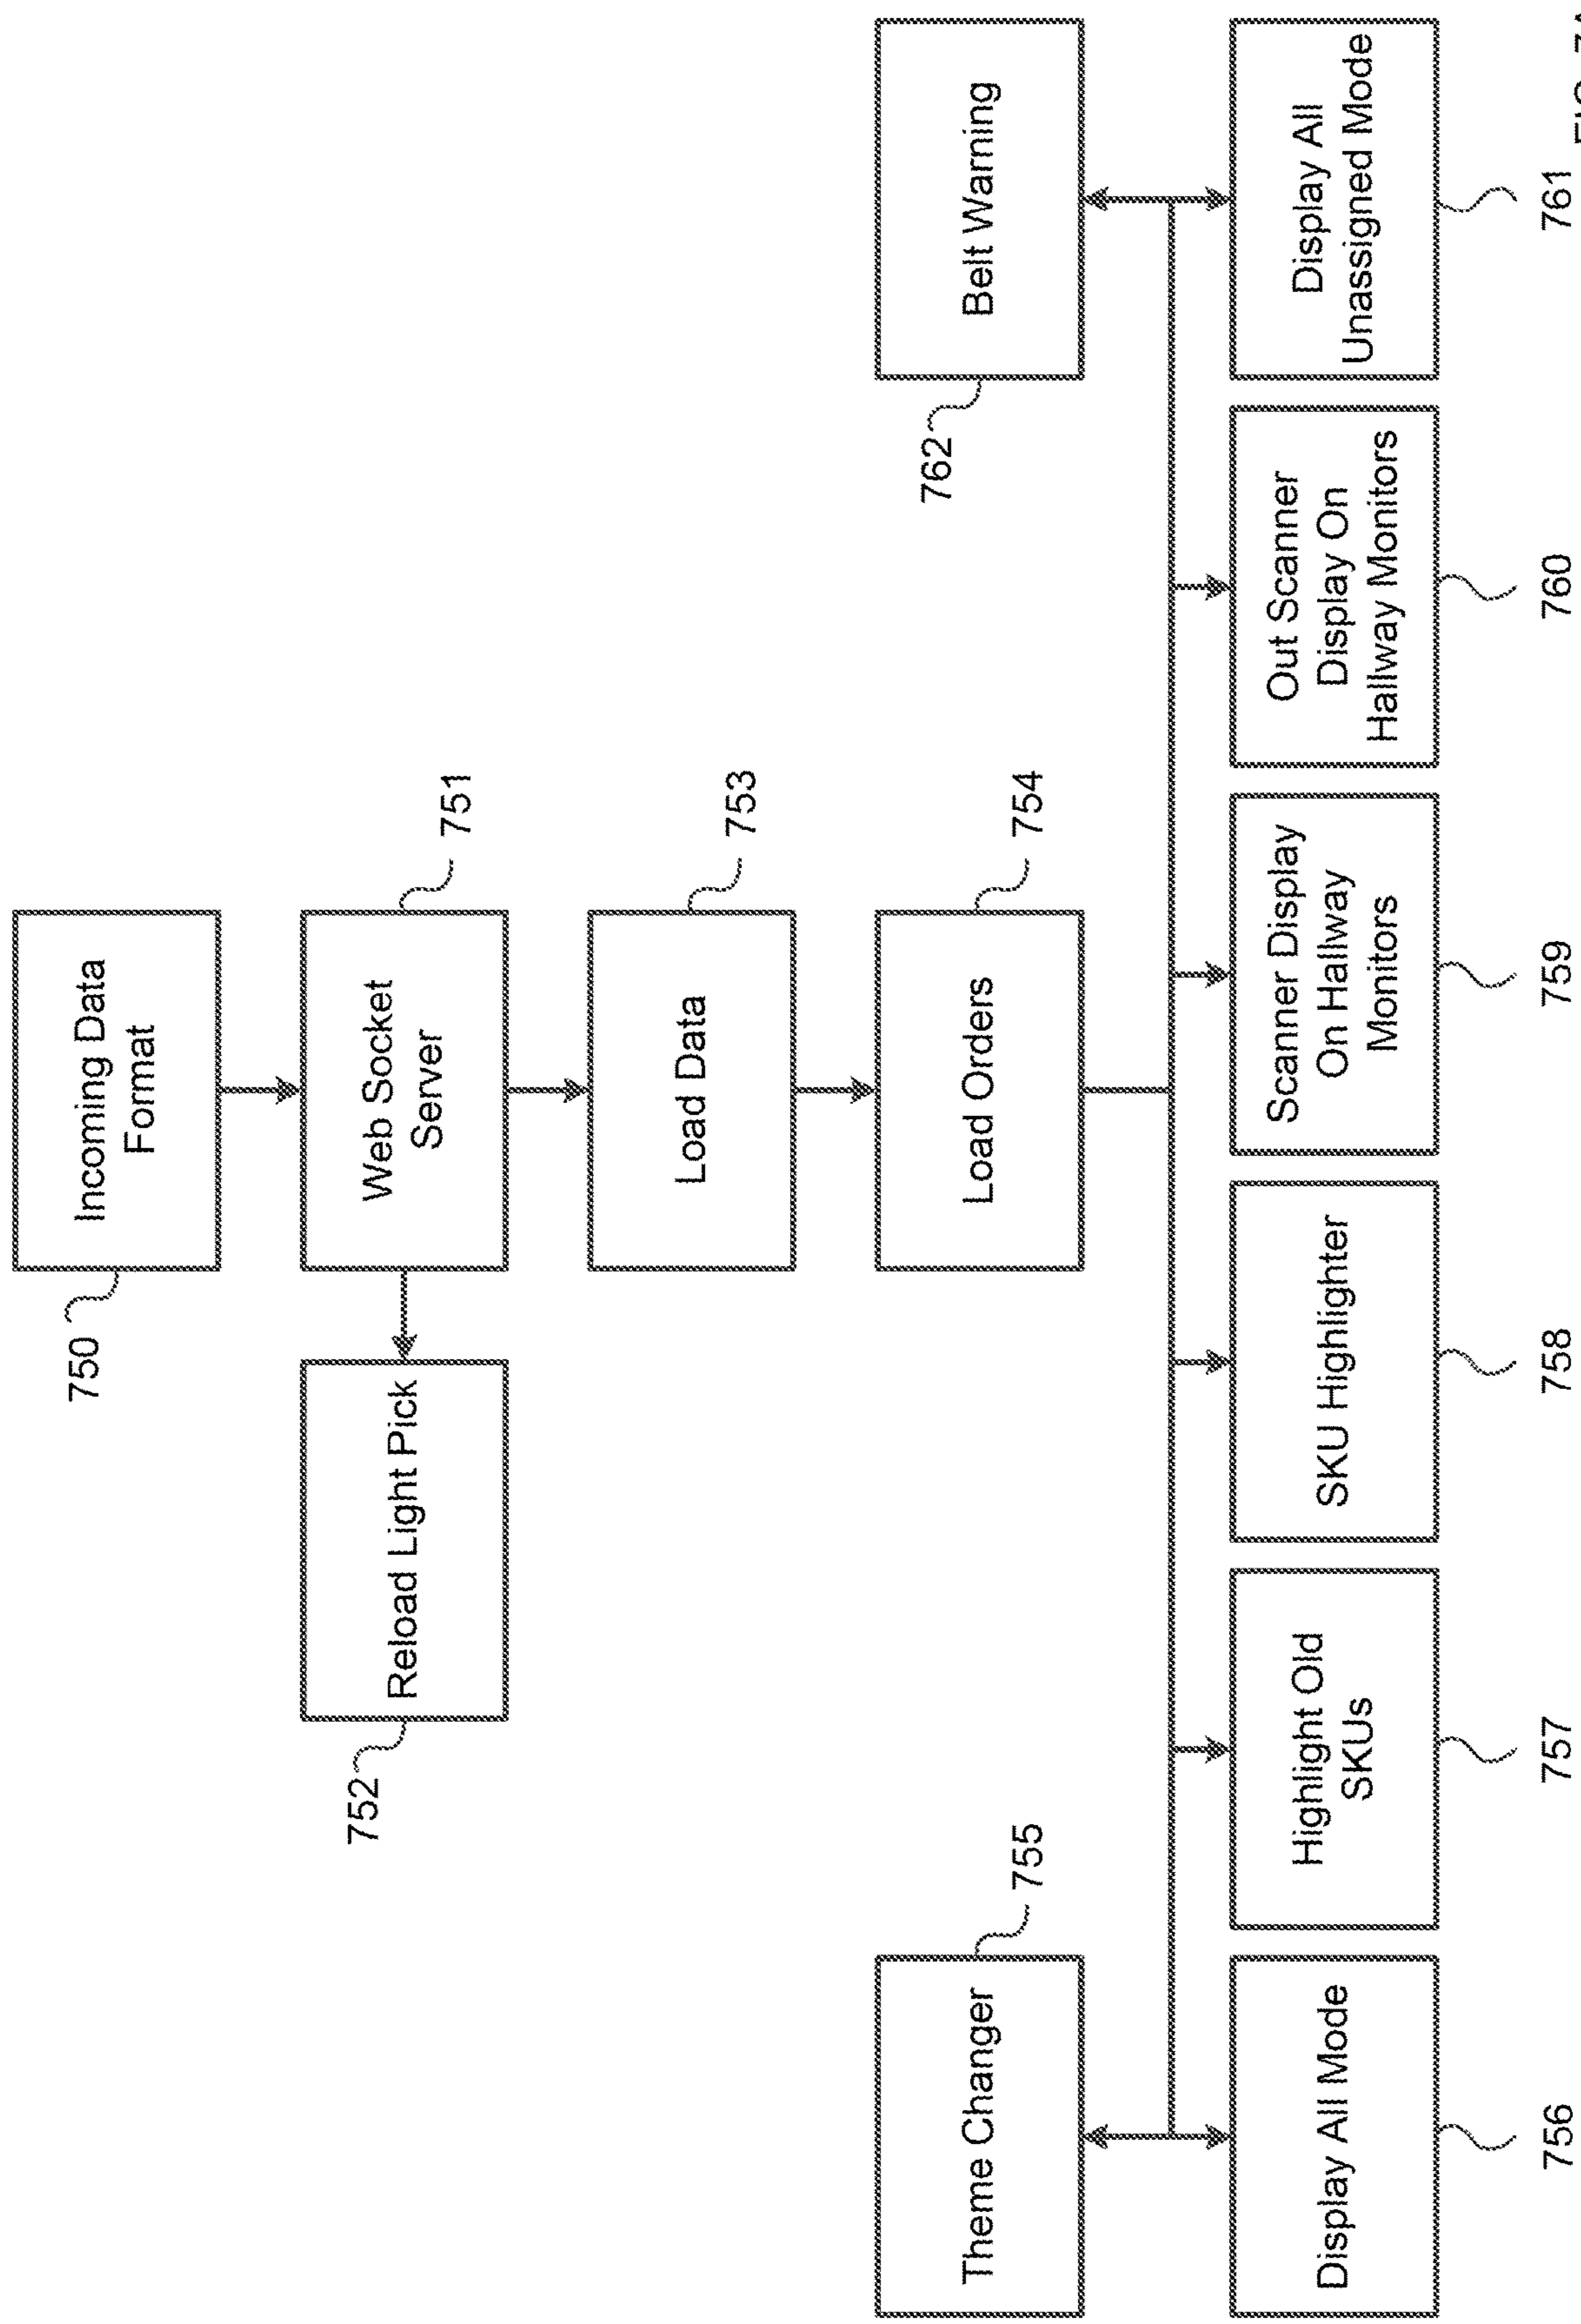 Incoming Data
Format
750
Web Socket
Server
751
Reload Light Pick
752
Load Data
753
Load Orders
754
Theme Changer
755
Belt Warning
762
Display All Mode
756
Highlight Old
SKUs
757
SKU Highlighter
758
Scanner Display
On Hallway
Monitors
759
Out Scanner
Display On
Hallway Monitors
760
Display All
Unassigned Mode
761
FIG. 7A